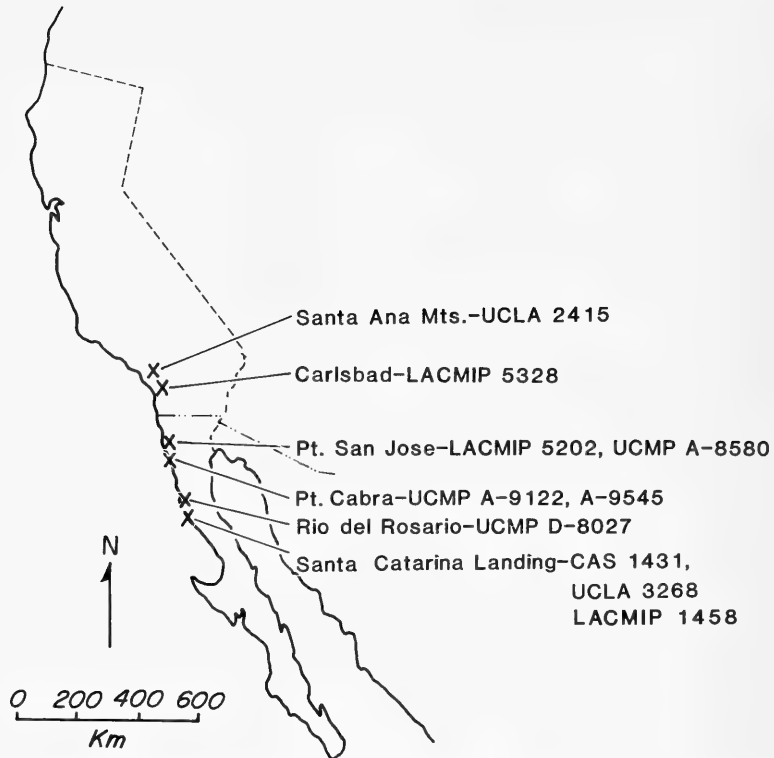 Santa Ana Mts.-UCLA 2415
Carlsbad-LACMIP 5328
Pt. San Jose-LACMIP 5202, UCMP A-8580
Pt. Cabra-UCMP A-9122, A-9545
Rio del Rosario-UCMP D-8027
Santa Catarina Landing-CAS 1431,
UCLA 3268
LACMIP 1458
N
0 200 400 600
Km